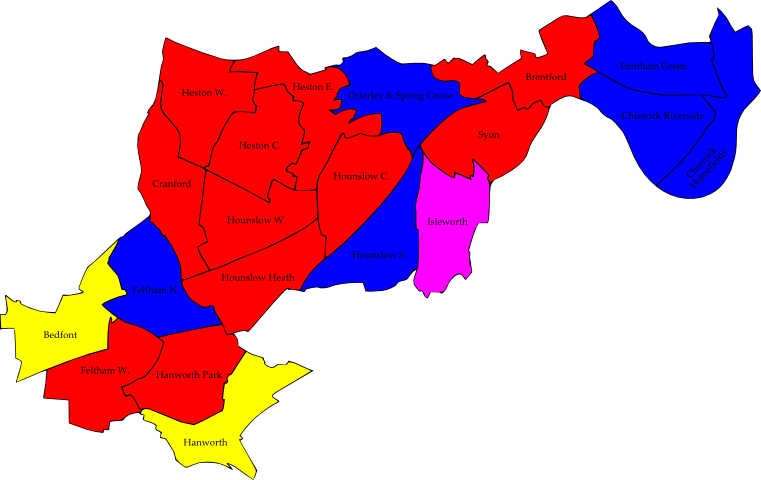 Turnham Green
Heston W.
Heston E.
Brentford
Osterley & Spring Grove
Chiswick Riverside
Syon
Heston C.
Chiswick
Homefields
Cranford
Hounslow C.
Hounslow W.
Isleworth
Hounslow S.
Hounslow Heath
Feltham N.
Bedfont
Feltham W.
Hanworth Park
Hanworth